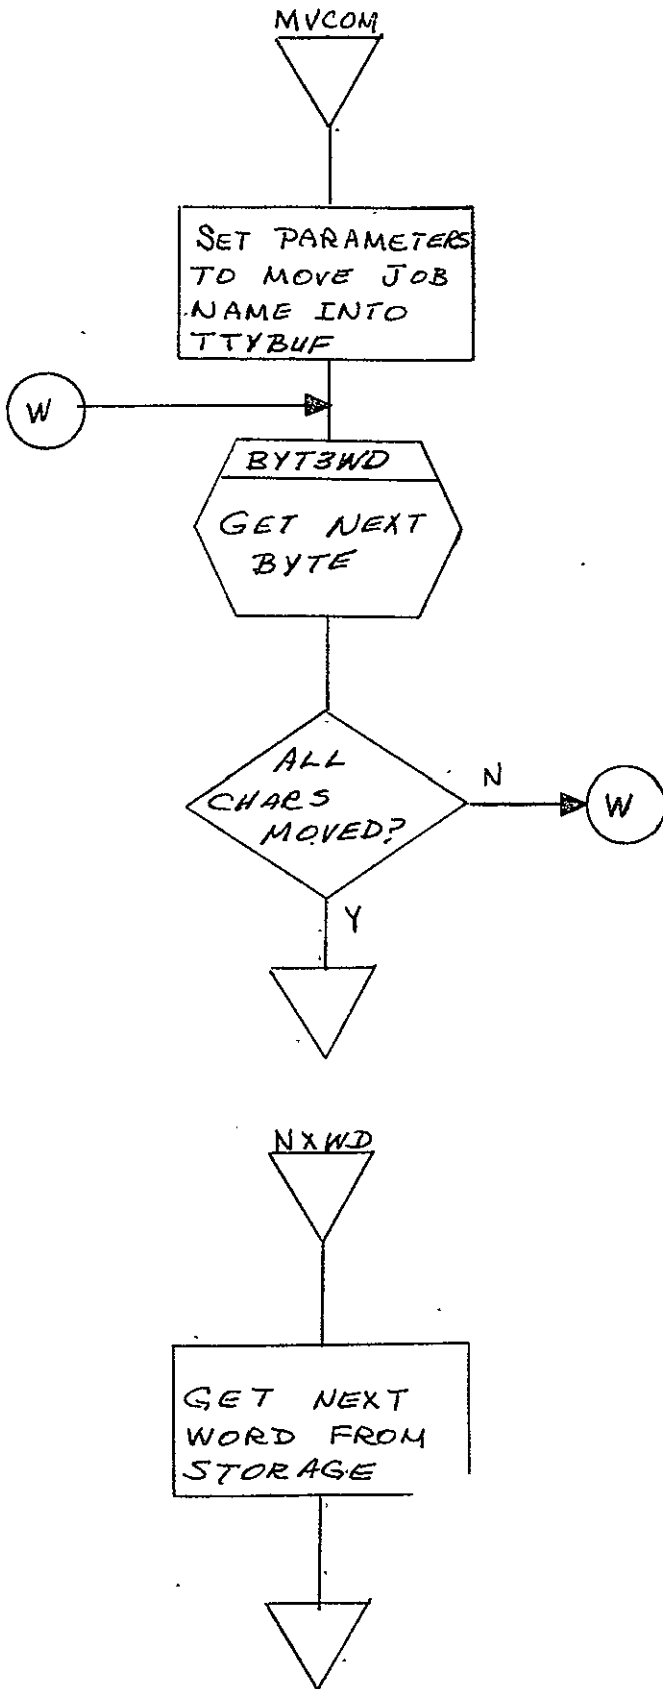 MVCOM
SET PARAMETERS
TO MOVE JOB
NAME INTO
TTYBUF
W
BYT3WD
GET NEXT
BYTE
ALL
CHARS
MOVED?
N
W
Y
NXWD
GET NEXT
WORD FROM
STORAGE